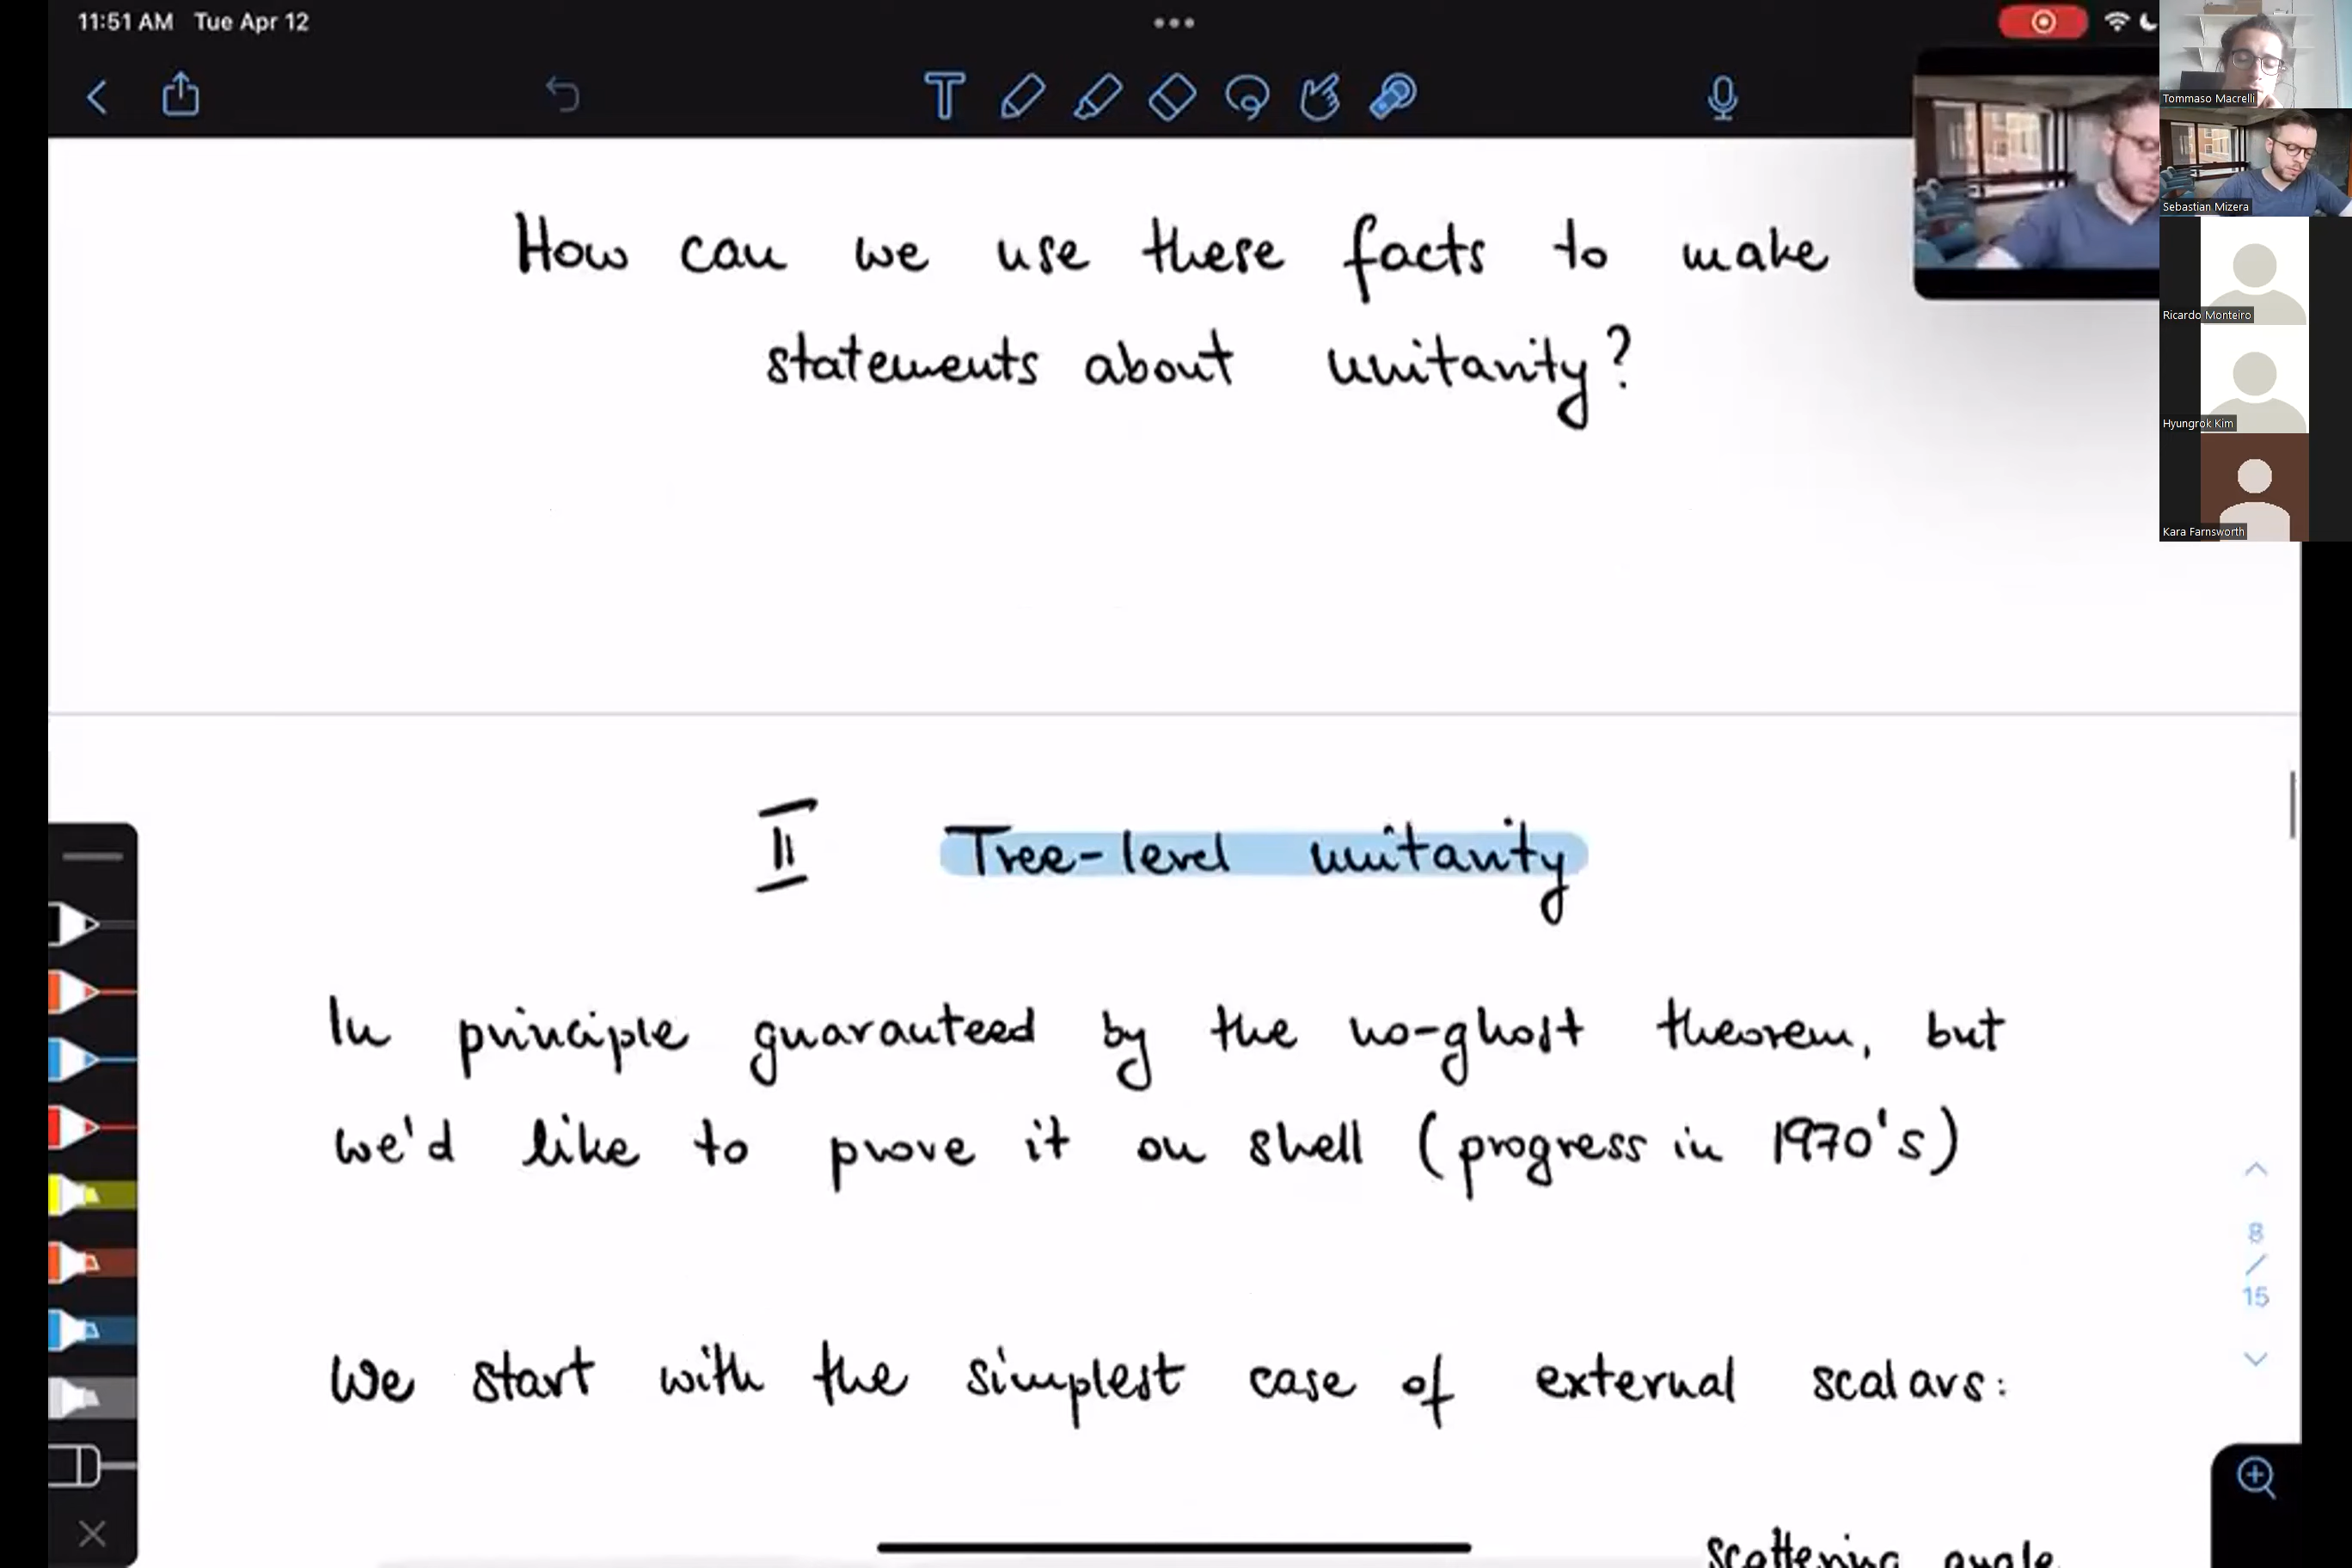 11:51 AM Tue Apr 12
Tommaso Macrelli
Sebastian Mizera
Ricardo Monteiro
Hyungrok Kim
Kara Farnsworth
How can we use these facts to make
statements about unitarity?
II Tree-level unitarity
In principle guaranteed by the no-ghost theorem, but
we'd like to prove it on shell (progress in 1970's)
8
/
15
We start with the simplest case of external scalars:
scattering angle